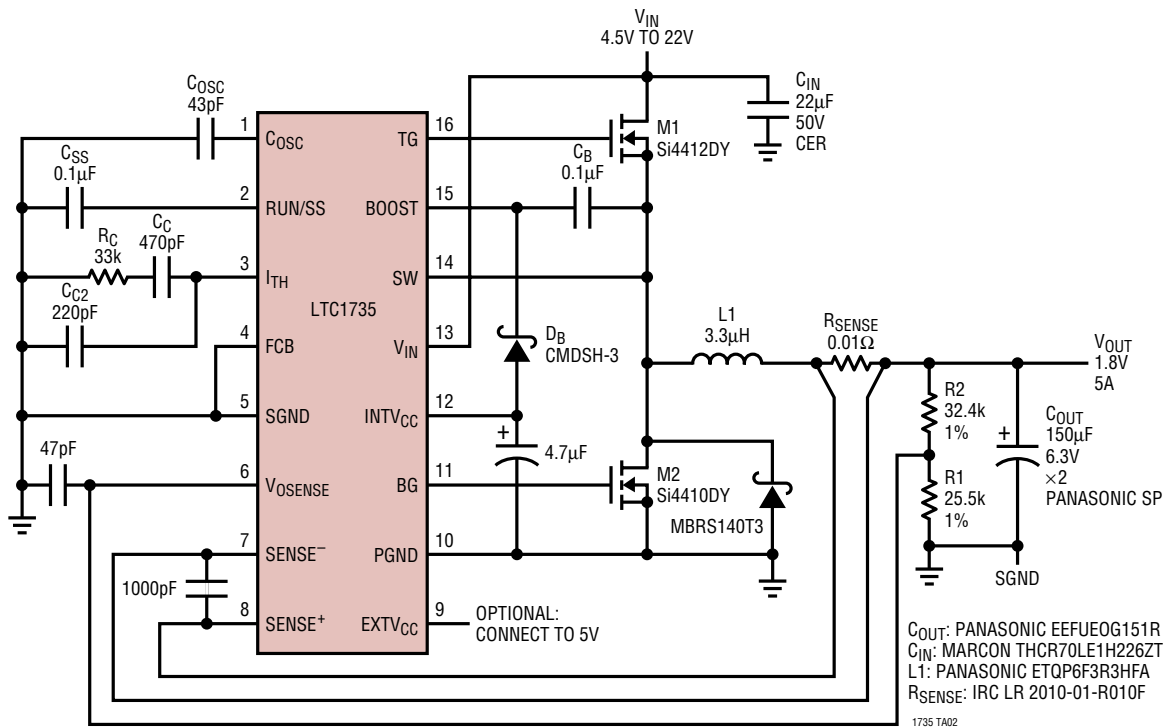 VIN
4.5V TO 22V
COSC
43pF
CSS
0.1µF
RC
33k
CC
470pF
CC2
220pF
47pF
1000pF
1
2
3
4
5
6
7
8
COSC
RUN/SS
ITH
FCB
SGND
VOSENSE
SENSE–
SENSE+
LTC1735
TG
BOOST
SW
VIN
INTVCC
BG
PGND
EXTVCC
16
15
14
13
12
11
10
9
OPTIONAL:
CONNECT TO 5V
CB
0.1µF
DB
CMDSH-3
+
4.7µF
M1
Si4412DY
CIN
22µF
50V
CER
L1
3.3µH
RSENSE
0.01Ω
M2
Si4410DY
MBRS140T3
VOUT
1.8V
5A
R2
32.4k
1%
R1
25.5k
1%
+
COUT
150µF
6.3V
×2
PANASONIC SP
SGND
COUT: PANASONIC EEFUEOG151R
CIN: MARCON THCR70LE1H226ZT
L1: PANASONIC ETQP6F3R3HFA
RSENSE: IRC LR 2010-01-R010F
1735 TA02